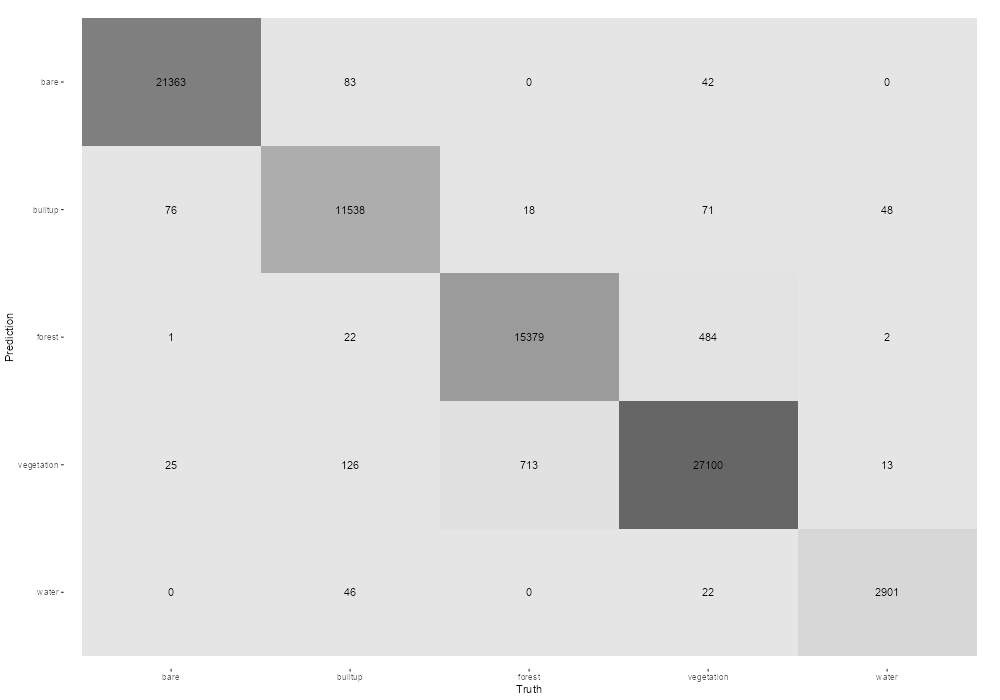 bare
21363 83 0 42 0
builtup
76 11538 18 71 48
Prediction
forest
1 22 15379 484 2
vegetation
25 126 713 27100 13
water
0 46 0 22 2901
bare builtup forest vegetation water
Truth